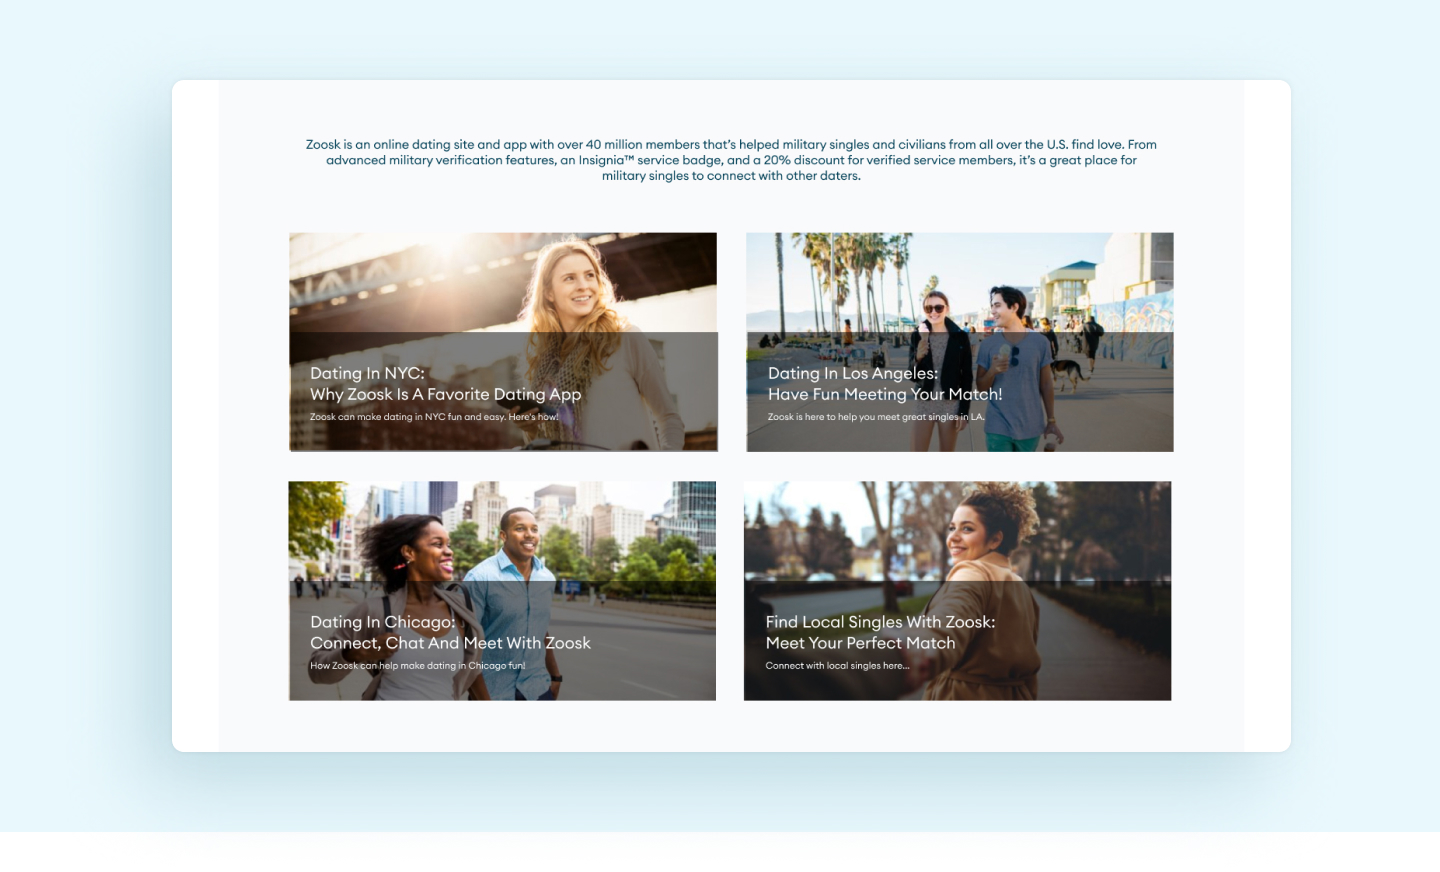 Zoosk is an online dating site and app with over 40 million members that's helped military singles and civilians from all over the U.S. find love. From
advanced military verification features, an Insignia™ service badge, and a 20% discount for verified service members, it's a great place for
military singles to connect with other daters.
Dating In NYC:
Why Zoosk Is A Favorite Dating App
Zoosk can make dating in NYC fun and easy. Here's how!
Dating In Los Angeles:
Have Fun Meeting Your Match!
Zoosk is here to help you meet great singles in LA.
Dating In Chicago:
Connect, Chat And Meet With Zoosk
How Zoosk can help make dating in Chicago fun!
Find Local Singles With Zoosk:
Meet Your Perfect Match
Connect with local singles here...